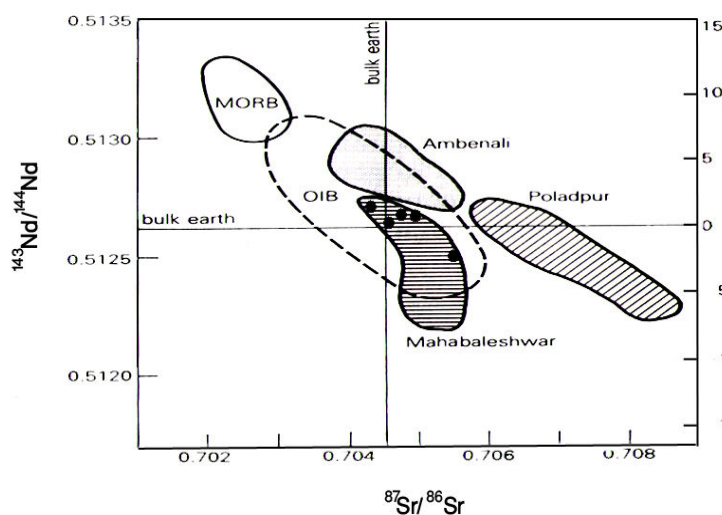 0.5135
15
bulk earth
MORB
10
Ambenali
0.5130
5
OIB
Poladpur
bulk earth
0
0.5125
5
Mahabaleshwar
0.5120
0.702
0.704
0.706
0.708
143Nd/144Nd
87Sr/86Sr